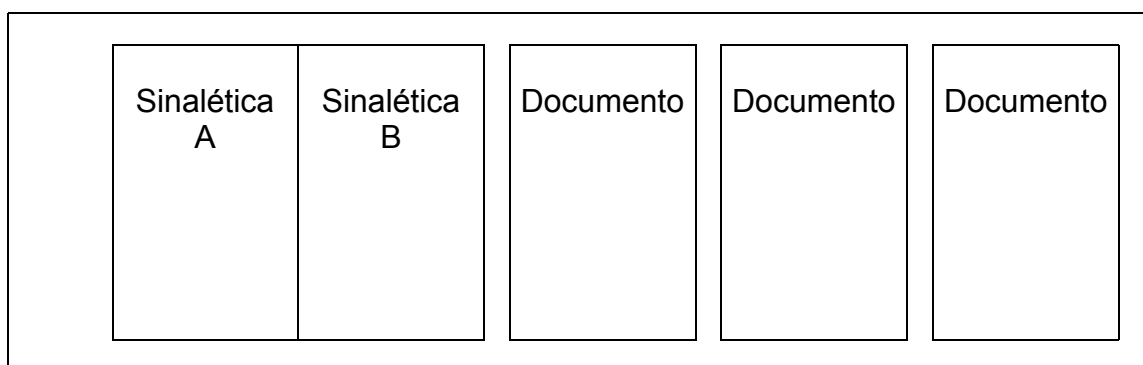 Sinalética
A
Sinalética
B
Documento
Documento
Documento